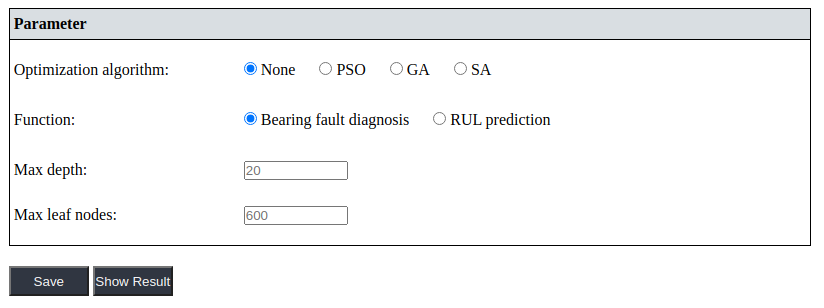 Parameter
Optimization algorithm: None PSO GA SA
Function: Bearing fault diagnosis RUL prediction
Max depth: 20
Max leaf nodes: 600
Save Show Result